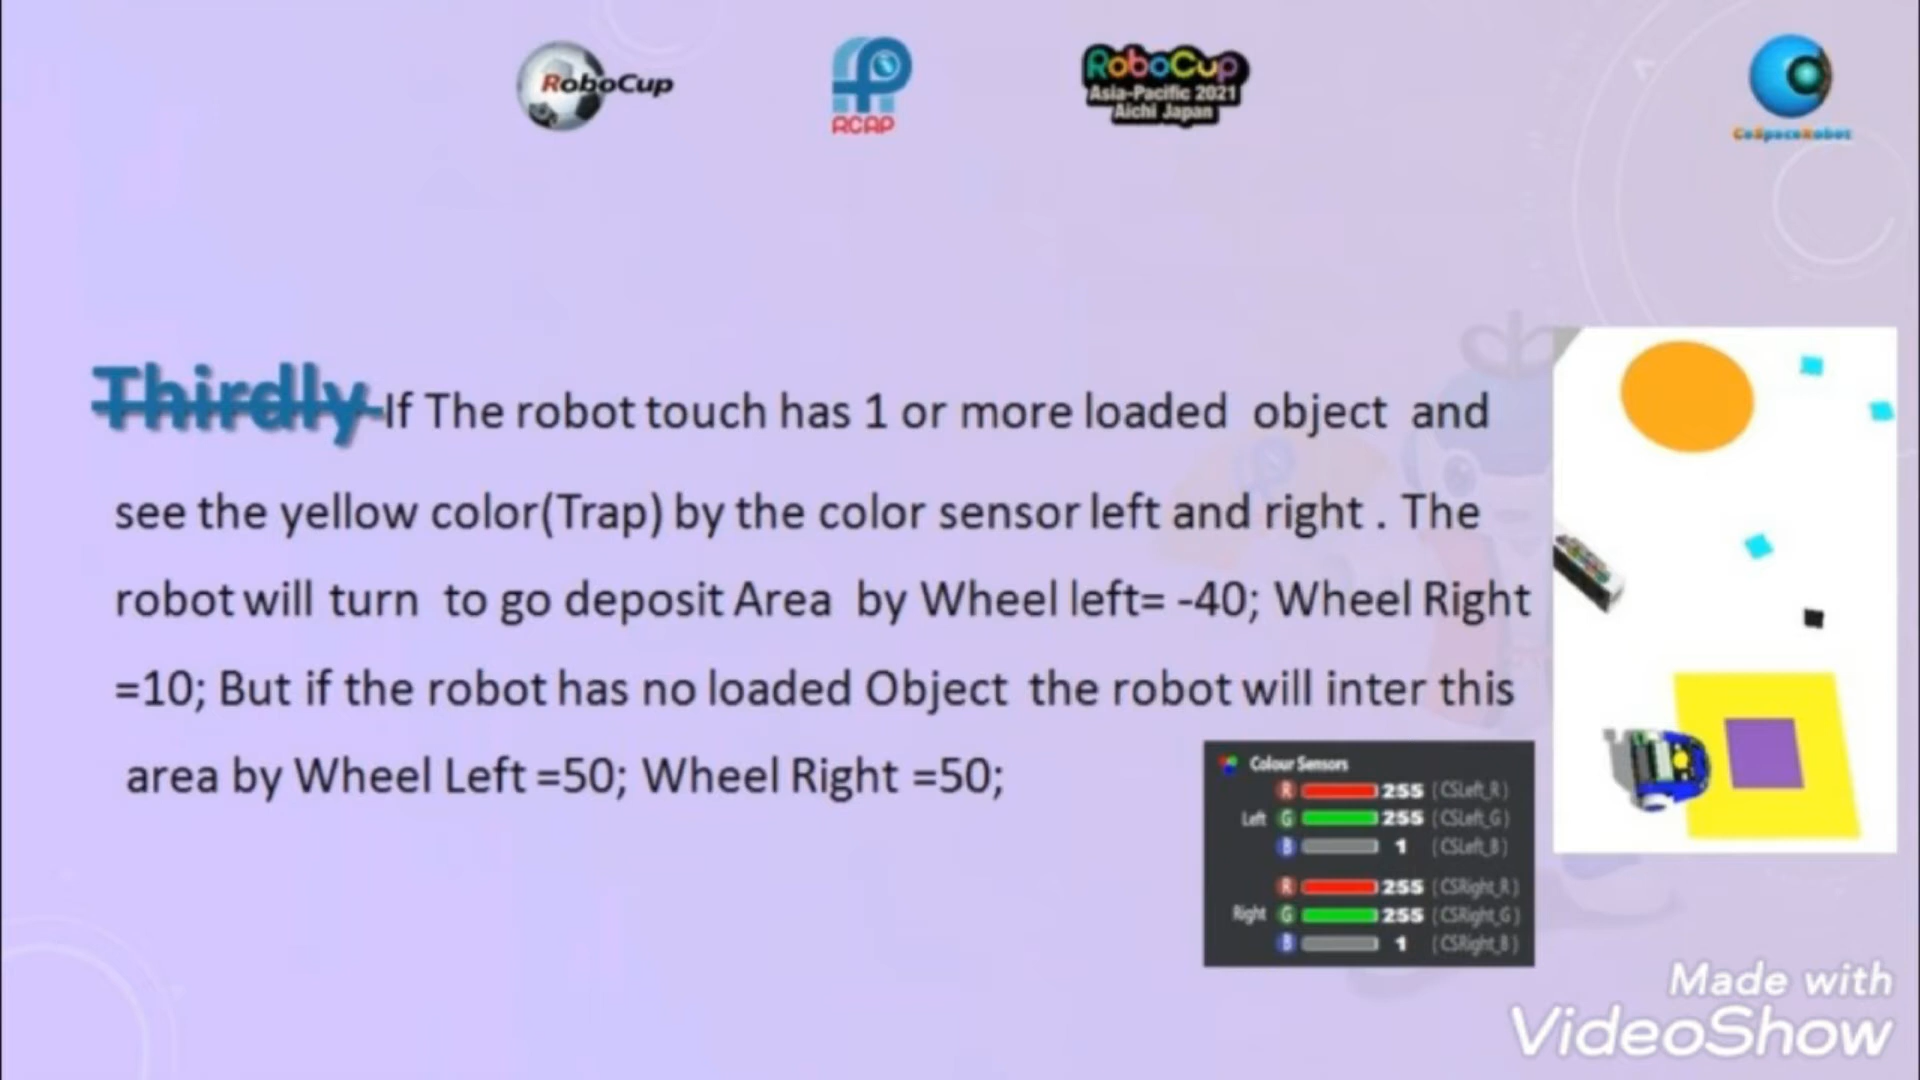 RoboCup
RCAP
RoboCup
Asia-Pacific 2021
Aichi Japan
CoSpaceRobot
Thirdly-If The robot touch has 1 or more loaded object and
see the yellow color(Trap) by the color sensor left and right . The
robot will turn to go deposit Area by Wheel left= -40; Wheel Right
=10; But if the robot has no loaded Object the robot will inter this
area by Wheel Left =50; Wheel Right =50;
Colour Sensors
R 255 ( CSLeft_R )
Left G 255 ( CSLeft_G )
B 1 ( CSLeft_B )
R 255 ( CSRight_R )
Right G 255 ( CSRight_G )
B 1 ( CSRight_B )
Made with
VideoShow